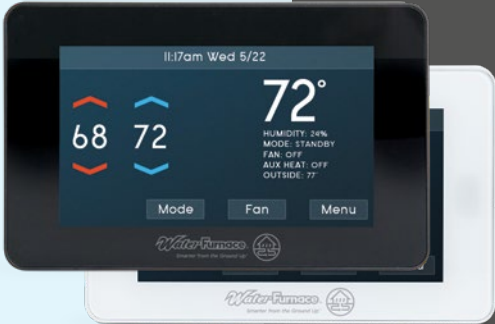 11:17am Wed 5/22
72°
68 72
HUMIDITY: 24%
MODE: STANDBY
FAN: OFF
AUX HEAT: OFF
OUTSIDE: 77°
Mode Fan Menu
WaterFurnace
Smarter from the Ground Up
WaterFurnace
Smarter from the Ground Up